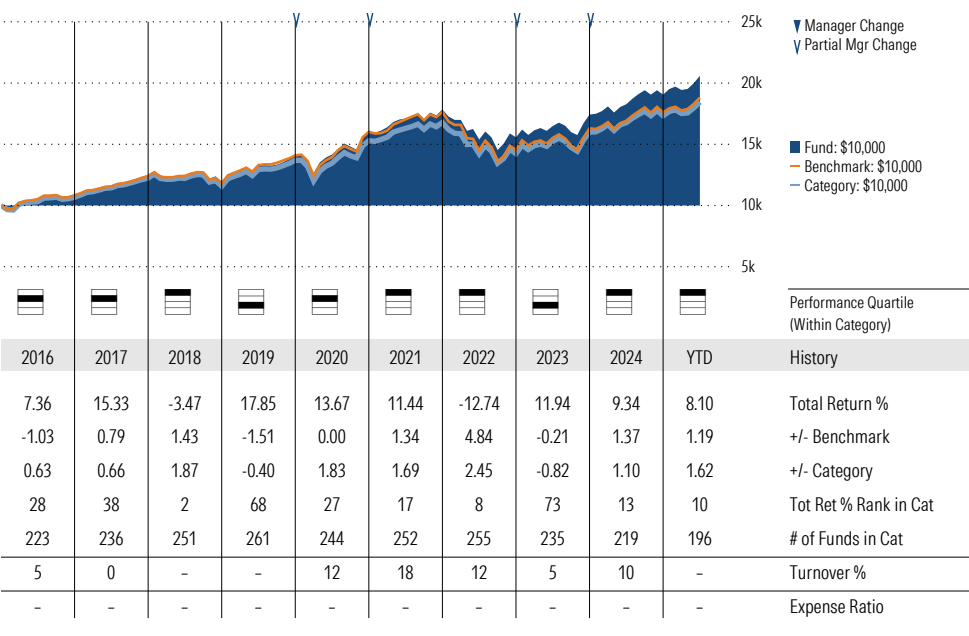 25k
▼ Manager Change
V Partial Mgr Change
20k
15k
Fund: $10,000
Benchmark: $10,000
Category: $10,000
10k
5k
Performance Quartile
(Within Category)
2016 2017 2018 2019 2020 2021 2022 2023 2024 YTD History
7.36 15.33 -3.47 17.85 13.67 11.44 -12.74 11.94 9.34 8.10 Total Return %
-1.03 0.79 1.43 -1.51 0.00 1.34 4.84 -0.21 1.37 1.19 +/- Benchmark
0.63 0.66 1.87 -0.40 1.83 1.69 2.45 -0.82 1.10 1.62 +/- Category
28 38 2 68 27 17 8 73 13 10 Tot Ret % Rank in Cat
223 236 251 261 244 252 255 235 219 196 # of Funds in Cat
5 0 – – 12 18 12 5 10 – Turnover %
– – – – – – – – – – Expense Ratio